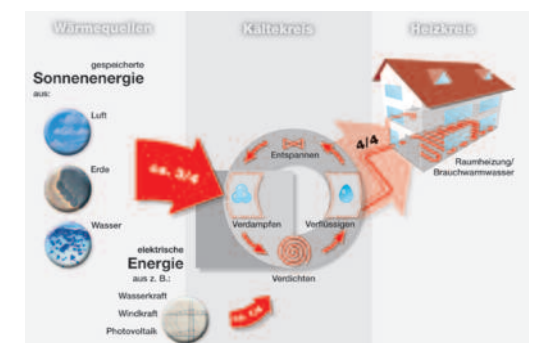 Wärmequellen
Kältekreis
Heizkreis
gespeicherte
Sonnenenergie
aus:
Luft
Erde
Wasser
ca. 3/4
Entspannen
Verdampfen
Verflüssigen
Verdichten
4/4
Raumheizung/
Brauchwarmwasser
elektrische
Energie
aus z. B.:
Wasserkraft
Windkraft
Photovoltaik
ca. 1/4